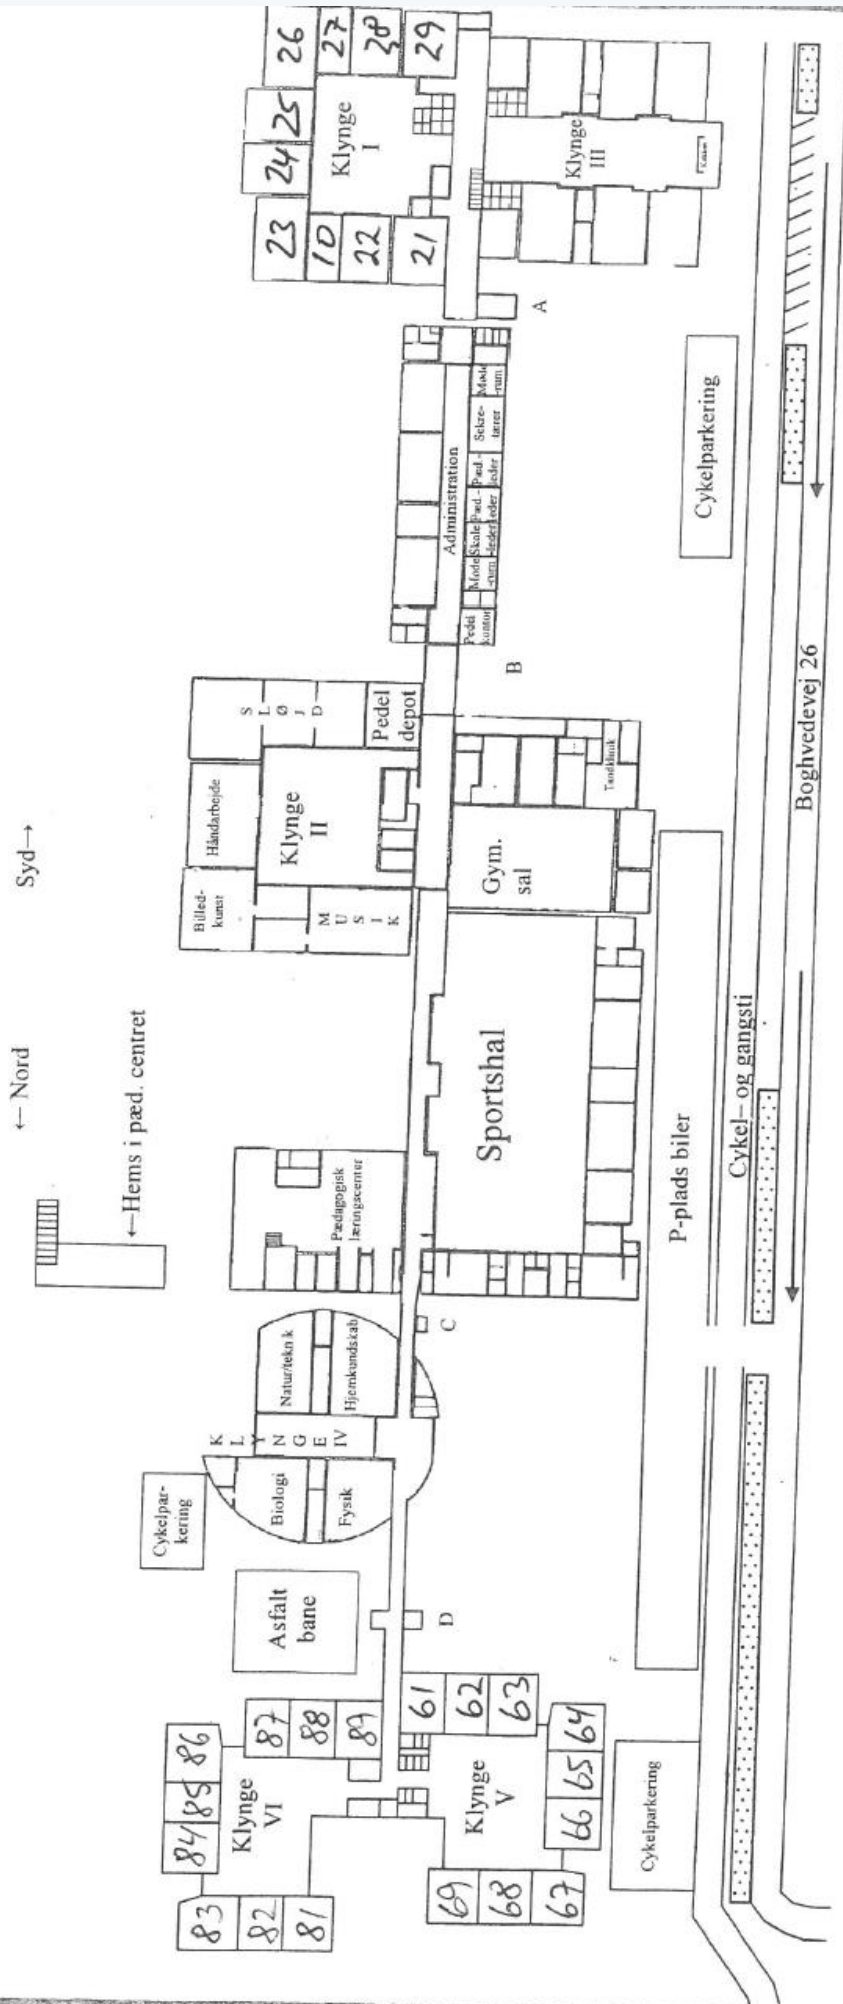 Syd→
← Nord
←Hems i pæd. centret
26
27
28
29
25
24
23
10
22
21
Klynge
I
Klynge
III
A
Administration
Møde
-rum
Sekre-
tærer
Pæd.-
leder
Pæd.-
leder
Skole
-leder
Møde
-rum
Pedel
kontor
B
Cykelparkering
S
L
Ø
J
D
Pedel
depot
Håndarbejde
Klynge
II
Billed-
kunst
M
U
S
I
K
Tandklinik
Gym.
sal
Sportshal
Pædagogisk
læringscenter
P-plads biler
Cykel– og gangsti
Boghvedevej 26
C
Natur/teknik
Hjemkundskab
K
L
Y
N
G
E
IV
Biologi
Fysik
Cykelpar-
kering
Asfalt
bane
D
87
88
89
86
85
84
83
82
81
Klynge
VI
61
62
63
64
65
66
67
68
69
Klynge
V
Cykelparkering